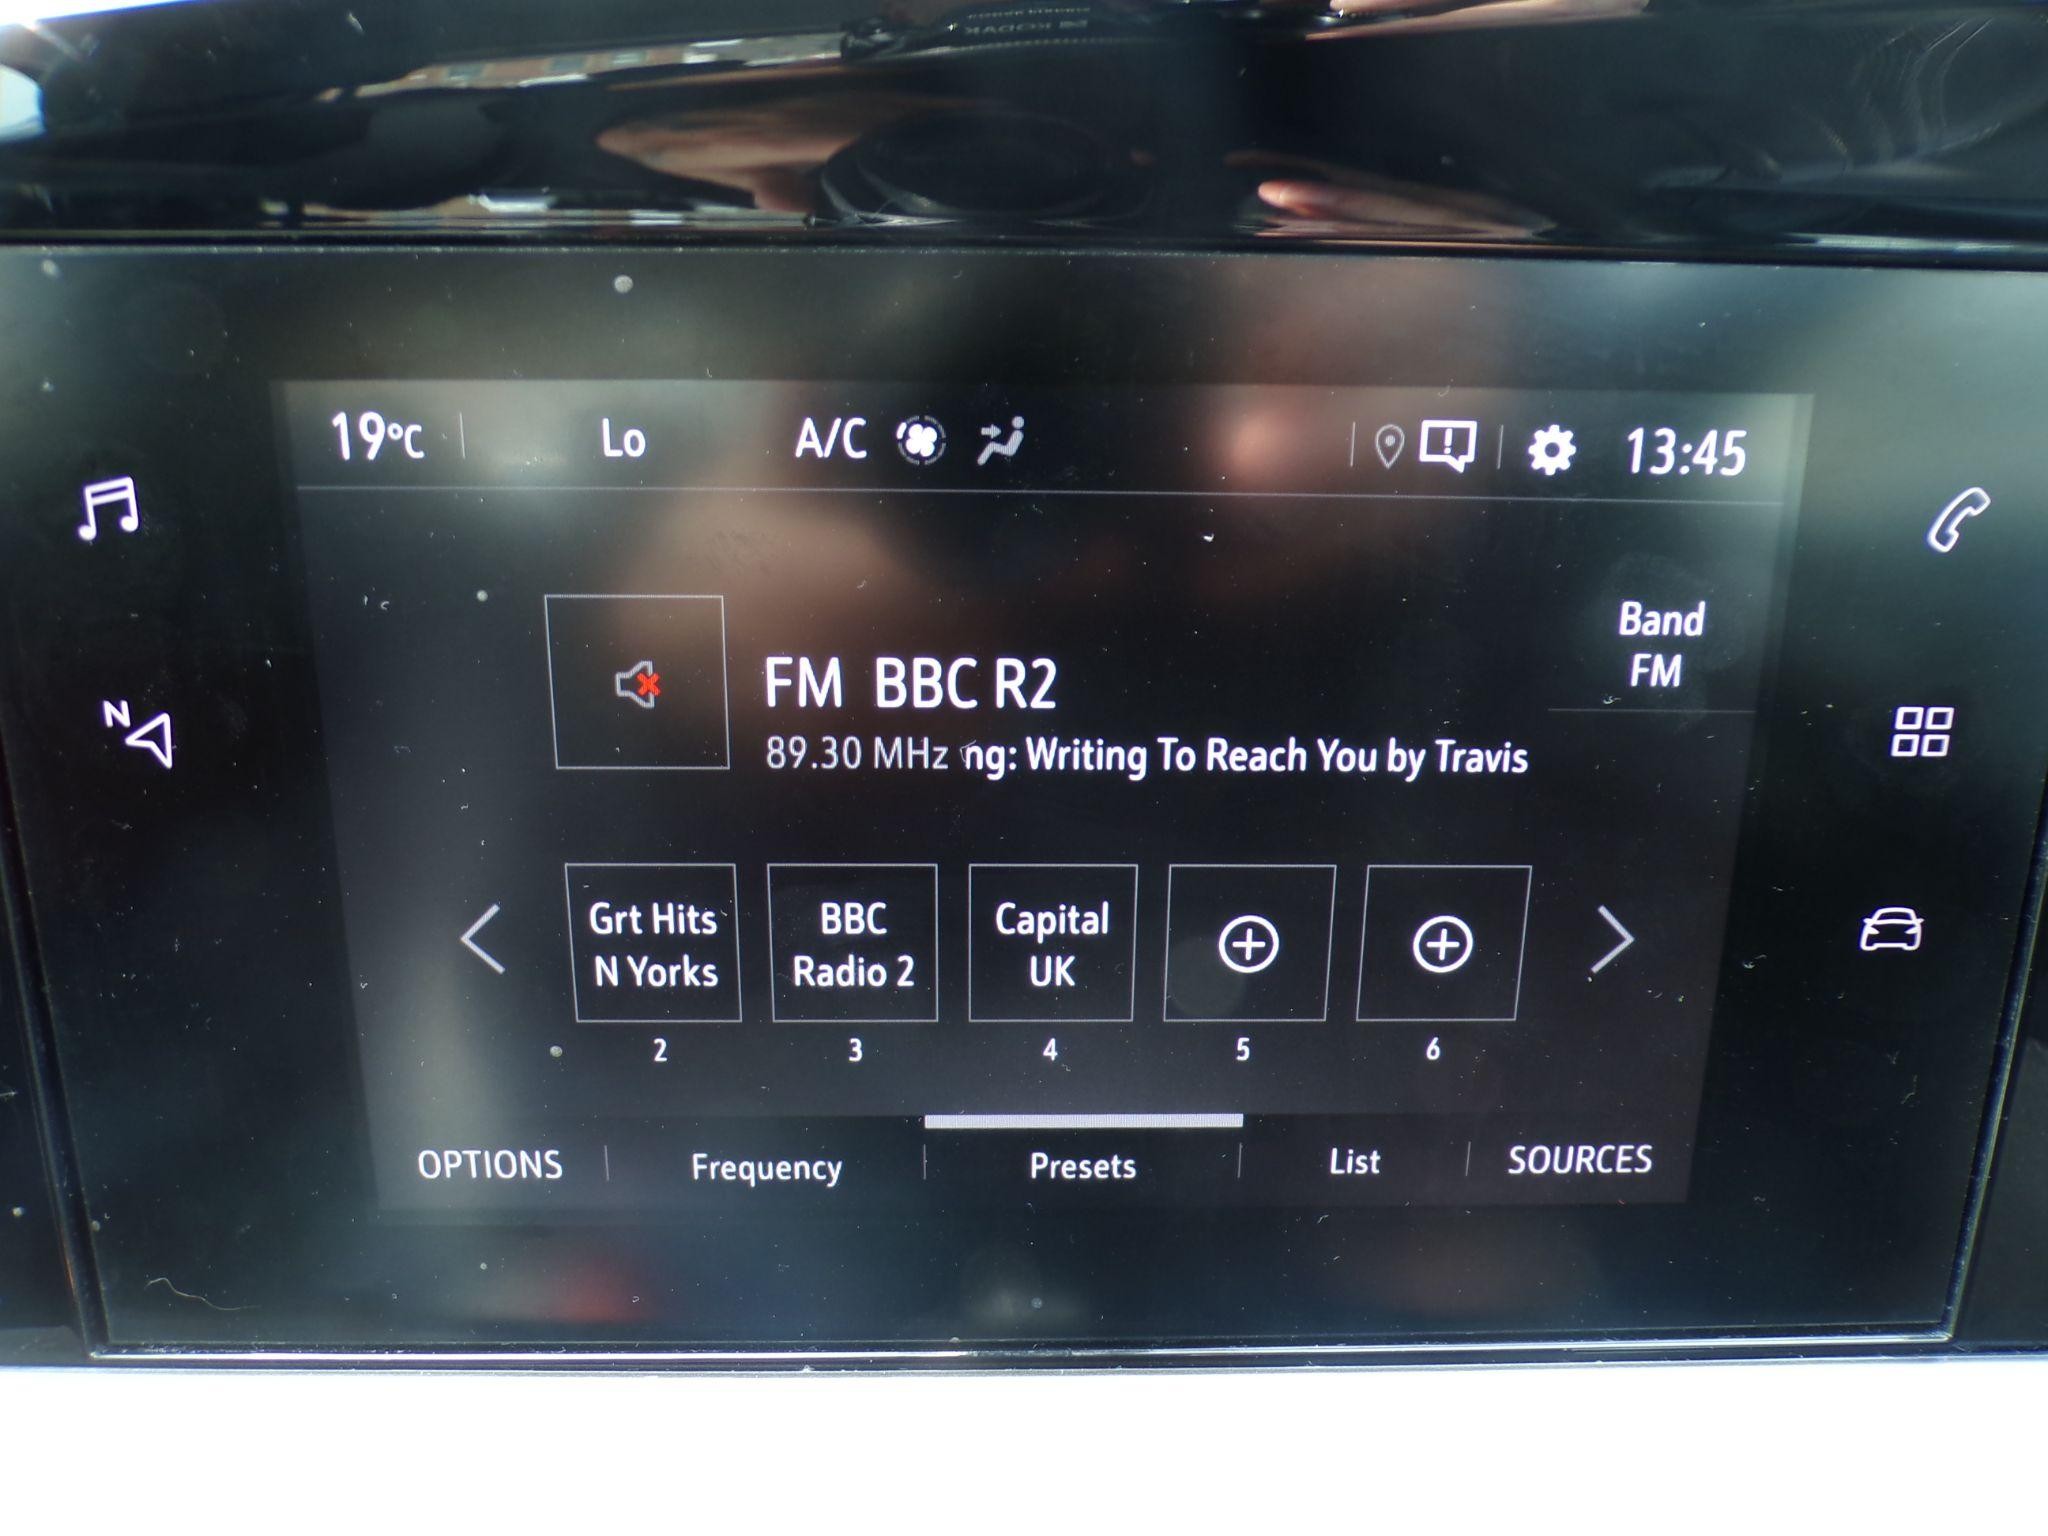 KODAK
19°C
Lo
A/C
13:45
N
Band
FM
FM BBC R2
89.30 MHz ng: Writing To Reach You by Travis
Grt Hits
N Yorks
2
BBC
Radio 2
3
Capital
UK
4
5
6
OPTIONS
Frequency
Presets
List
SOURCES